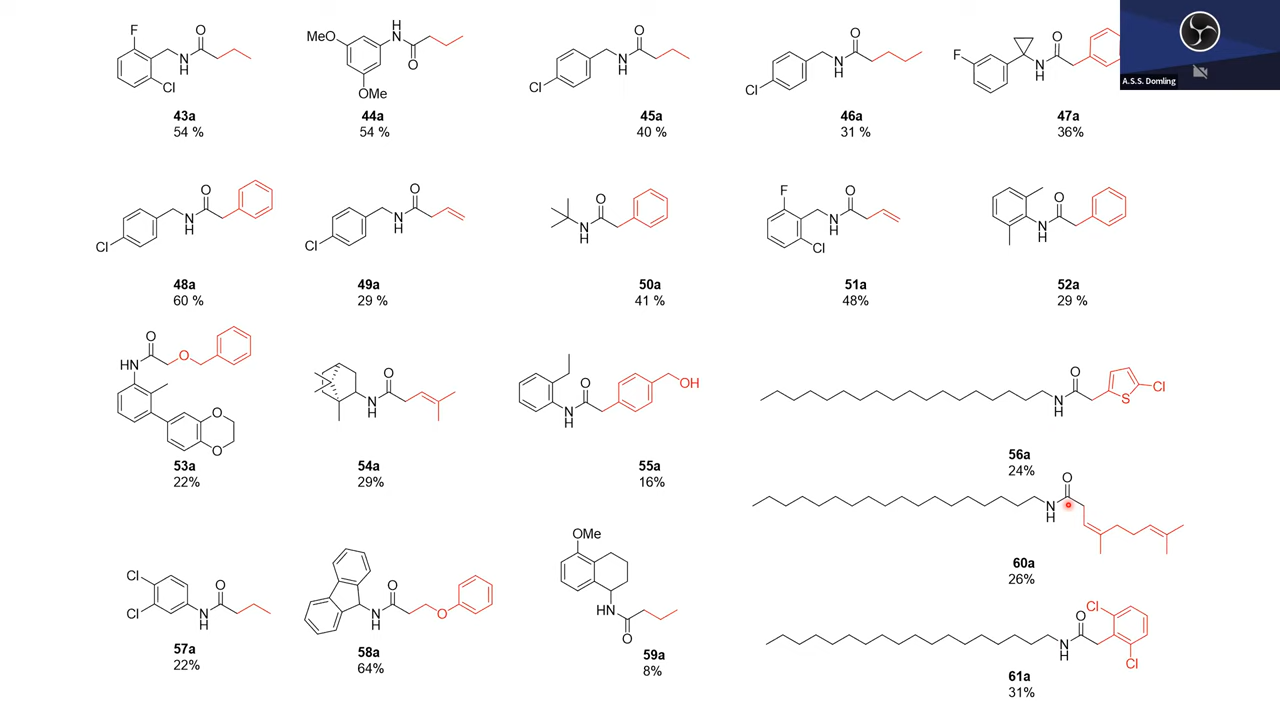 F
O
N
H
Cl
43a
54 %
MeO
H
N
O
OMe
44a
54 %
O
N
H
Cl
45a
40 %
O
N
H
Cl
46a
31 %
F
O
N
H
47a
36%
A.S.S. Domling
O
N
H
Cl
48a
60 %
O
N
H
Cl
49a
29 %
O
N
H
50a
41 %
F
O
N
H
Cl
51a
48%
O
N
H
52a
29 %
O
HN
O
O
O
53a
22%
O
N
H
54a
29%
O
N
H
OH
55a
16%
O
N
H
S
Cl
56a
24%
O
N
H
60a
26%
Cl
Cl
O
N
H
57a
22%
O
N
H
O
58a
64%
OMe
HN
O
59a
8%
O
N
H
Cl
Cl
61a
31%